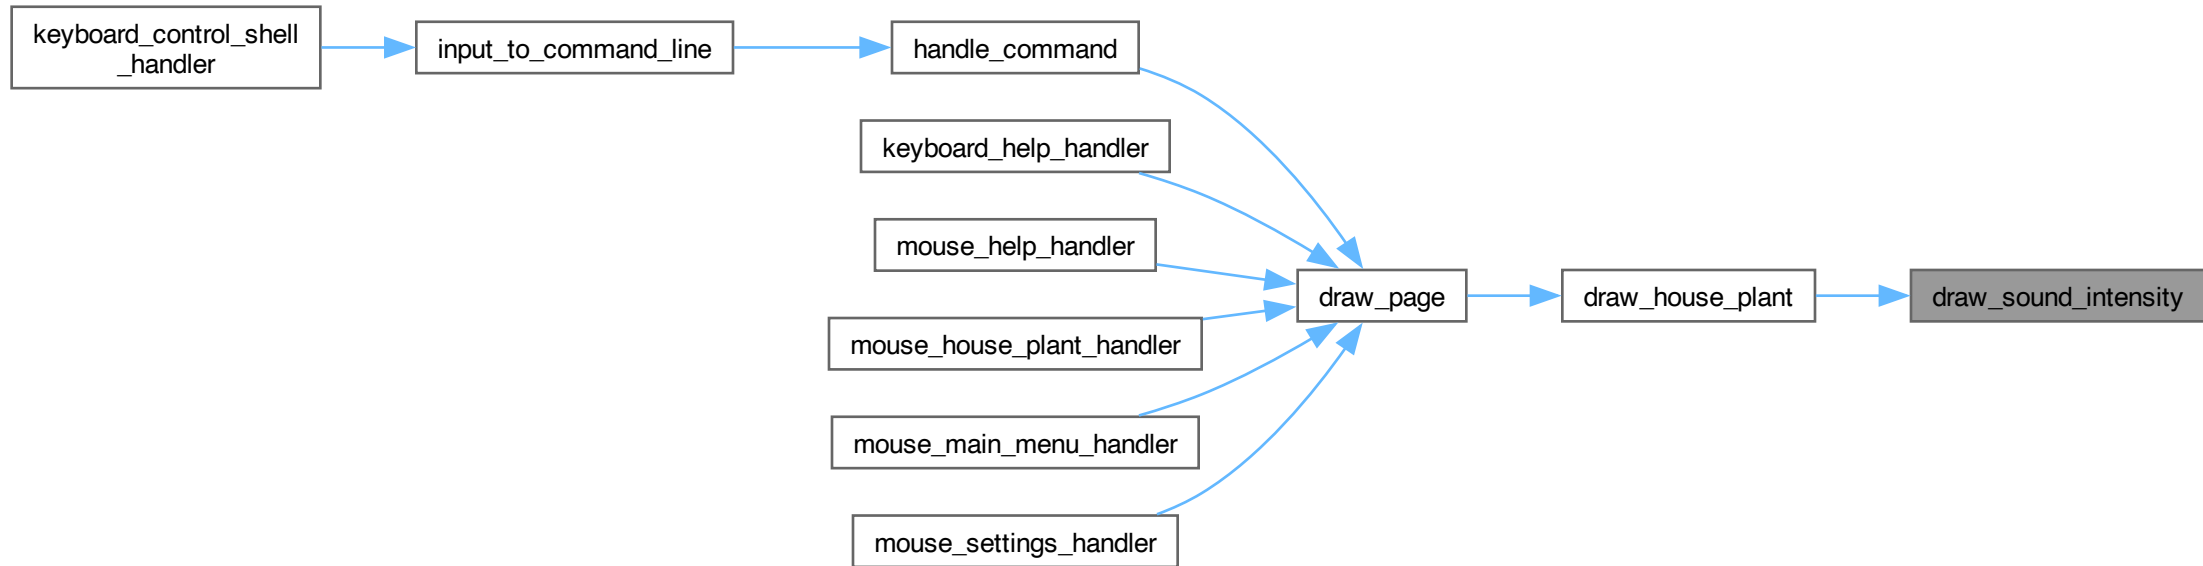 keyboard_control_shell
_handler
input_to_command_line
handle_command
keyboard_help_handler
mouse_help_handler
mouse_house_plant_handler
mouse_main_menu_handler
mouse_settings_handler
draw_page
draw_house_plant
draw_sound_intensity